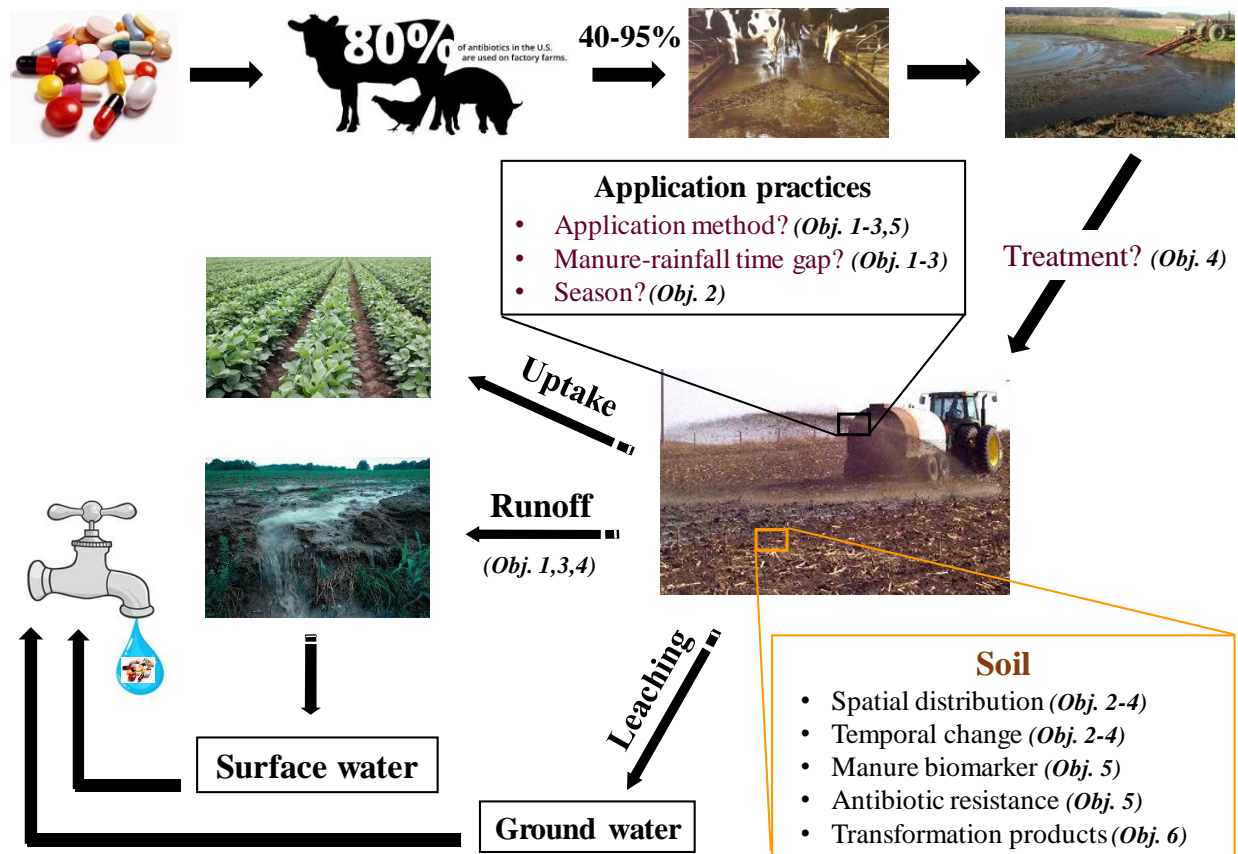 80% of antibiotics in the U.S.
are used on factory farms.
40-95%
Application practices
• Application method? (Obj. 1-3,5)
• Manure-rainfall time gap? (Obj. 1-3)
• Season? (Obj. 2)
Treatment? (Obj. 4)
Uptake
Runoff
(Obj. 1,3,4)
Leaching
Soil
• Spatial distribution (Obj. 2-4)
• Temporal change (Obj. 2-4)
• Manure biomarker (Obj. 5)
• Antibiotic resistance (Obj. 5)
• Transformation products (Obj. 6)
Surface water
Ground water